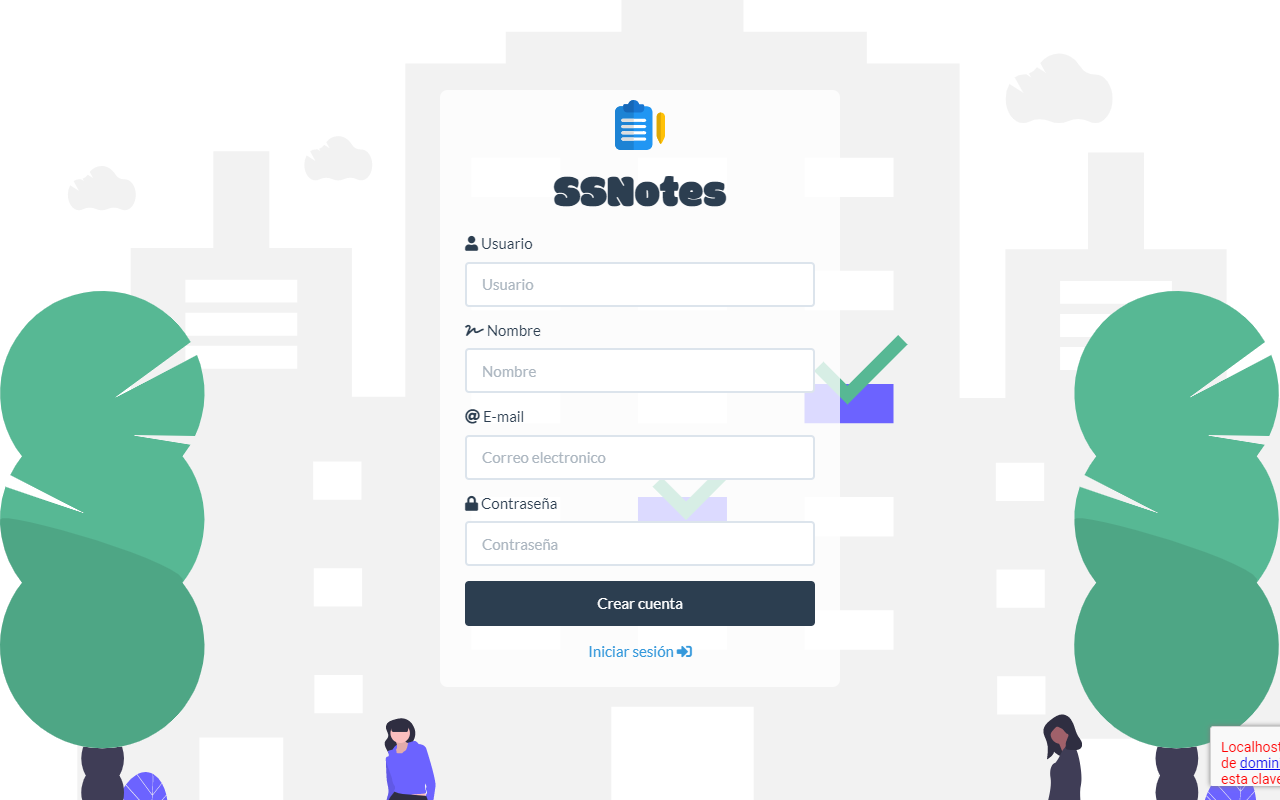 SSNotes
Usuario
Usuario
Nombre
Nombre
E-mail
Correo electronico
Contraseña
Contraseña
Crear cuenta
Iniciar sesión
Localhost
de domin
esta clave